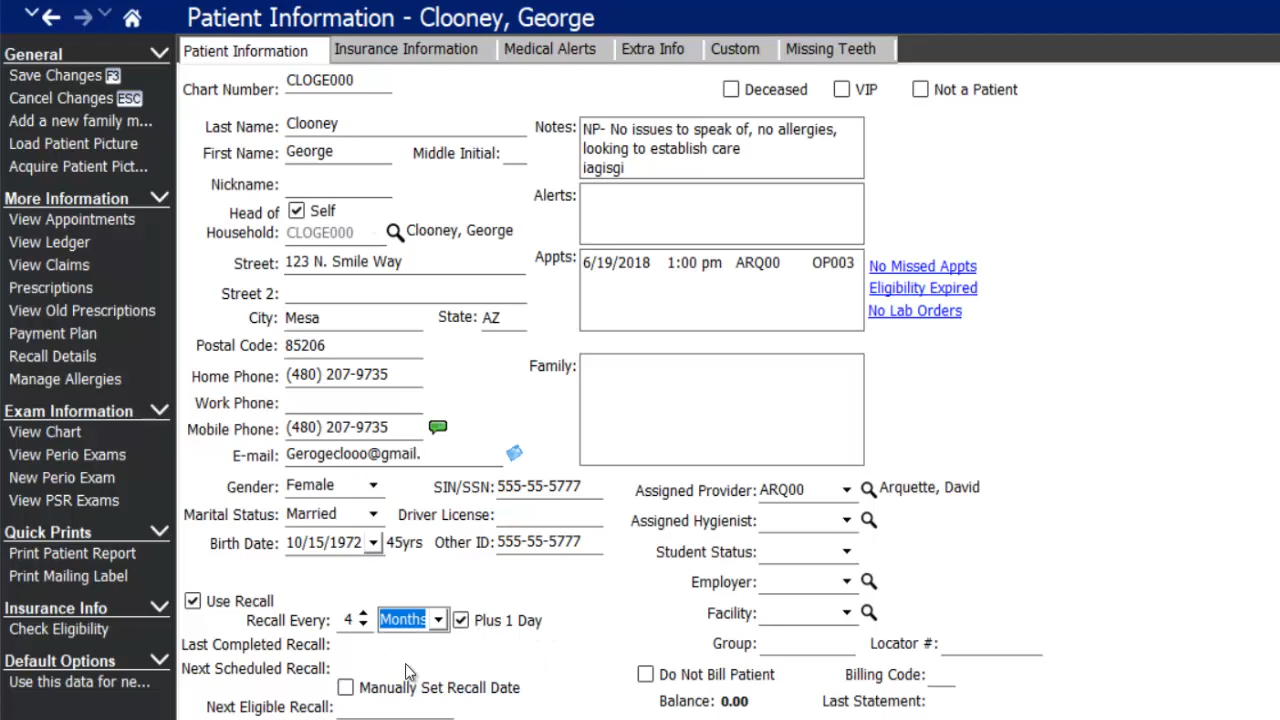 Patient Information - Clooney, George
General
Save Changes F3
Cancel Changes ESC
Add a new family m...
Load Patient Picture
Acquire Patient Pict...
More Information
View Appointments
View Ledger
View Claims
Prescriptions
View Old Prescriptions
Payment Plan
Recall Details
Manage Allergies
Exam Information
View Chart
View Perio Exams
New Perio Exam
View PSR Exams
Quick Prints
Print Patient Report
Print Mailing Label
Insurance Info
Check Eligibility
Default Options
Use this data for ne...
Patient Information Insurance Information Medical Alerts Extra Info Custom Missing Teeth
Chart Number: CLOGE000
Deceased VIP Not a Patient
Last Name: Clooney
First Name: George Middle Initial:
Nickname:
Head of Self
Household: CLOGE000 Clooney, George
Street: 123 N. Smile Way
Street 2:
City: Mesa State: AZ
Postal Code: 85206
Home Phone: (480) 207-9735
Work Phone:
Mobile Phone: (480) 207-9735
E-mail: Gerogeclooo@gmail.
Gender: Female SIN/SSN: 555-55-5777
Marital Status: Married Driver License:
Birth Date: 10/15/1972 45yrs Other ID: 555-55-5777
Use Recall
Recall Every: 4 Months Plus 1 Day
Last Completed Recall:
Next Scheduled Recall:
Manually Set Recall Date
Next Eligible Recall:
Notes: NP- No issues to speak of, no allergies,
looking to establish care
iagisgi
Alerts:
Appts: 6/19/2018 1:00 pm ARQ00 OP003
No Missed Appts
Eligibility Expired
No Lab Orders
Family:
Assigned Provider: ARQ00 Arquette, David
Assigned Hygienist:
Student Status:
Employer:
Facility:
Group: Locator #:
Do Not Bill Patient Billing Code:
Balance: 0.00 Last Statement: